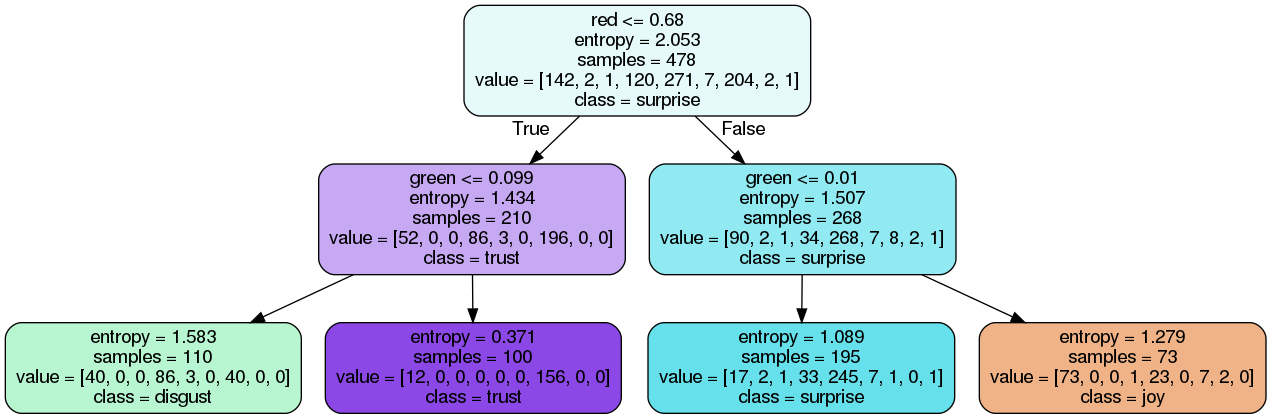 red <= 0.68
entropy = 2.053
samples = 478
value = [142, 2, 1, 120, 271, 7, 204, 2, 1]
class = surprise
True
False
green <= 0.099
entropy = 1.434
samples = 210
value = [52, 0, 0, 86, 3, 0, 196, 0, 0]
class = trust
green <= 0.01
entropy = 1.507
samples = 268
value = [90, 2, 1, 34, 268, 7, 8, 2, 1]
class = surprise
entropy = 1.583
samples = 110
value = [40, 0, 0, 86, 3, 0, 40, 0, 0]
class = disgust
entropy = 0.371
samples = 100
value = [12, 0, 0, 0, 0, 0, 156, 0, 0]
class = trust
entropy = 1.089
samples = 195
value = [17, 2, 1, 33, 245, 7, 1, 0, 1]
class = surprise
entropy = 1.279
samples = 73
value = [73, 0, 0, 1, 23, 0, 7, 2, 0]
class = joy